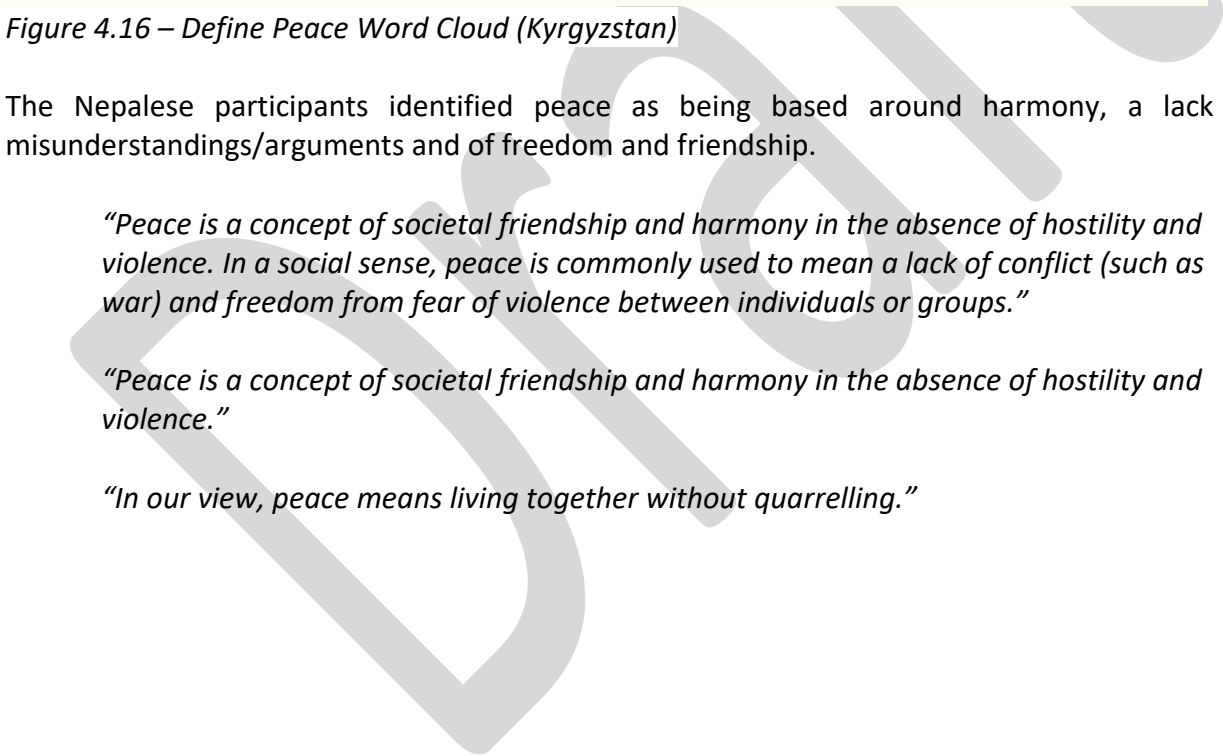 Figure 4.16 – Define Peace Word Cloud (Kyrgyzstan)
The Nepalese participants identified peace as being based around harmony, a lack
misunderstandings/arguments and of freedom and friendship.
“Peace is a concept of societal friendship and harmony in the absence of hostility and
violence. In a social sense, peace is commonly used to mean a lack of conflict (such as
war) and freedom from fear of violence between individuals or groups.”
“Peace is a concept of societal friendship and harmony in the absence of hostility and
violence.”
“In our view, peace means living together without quarrelling.”
Draft